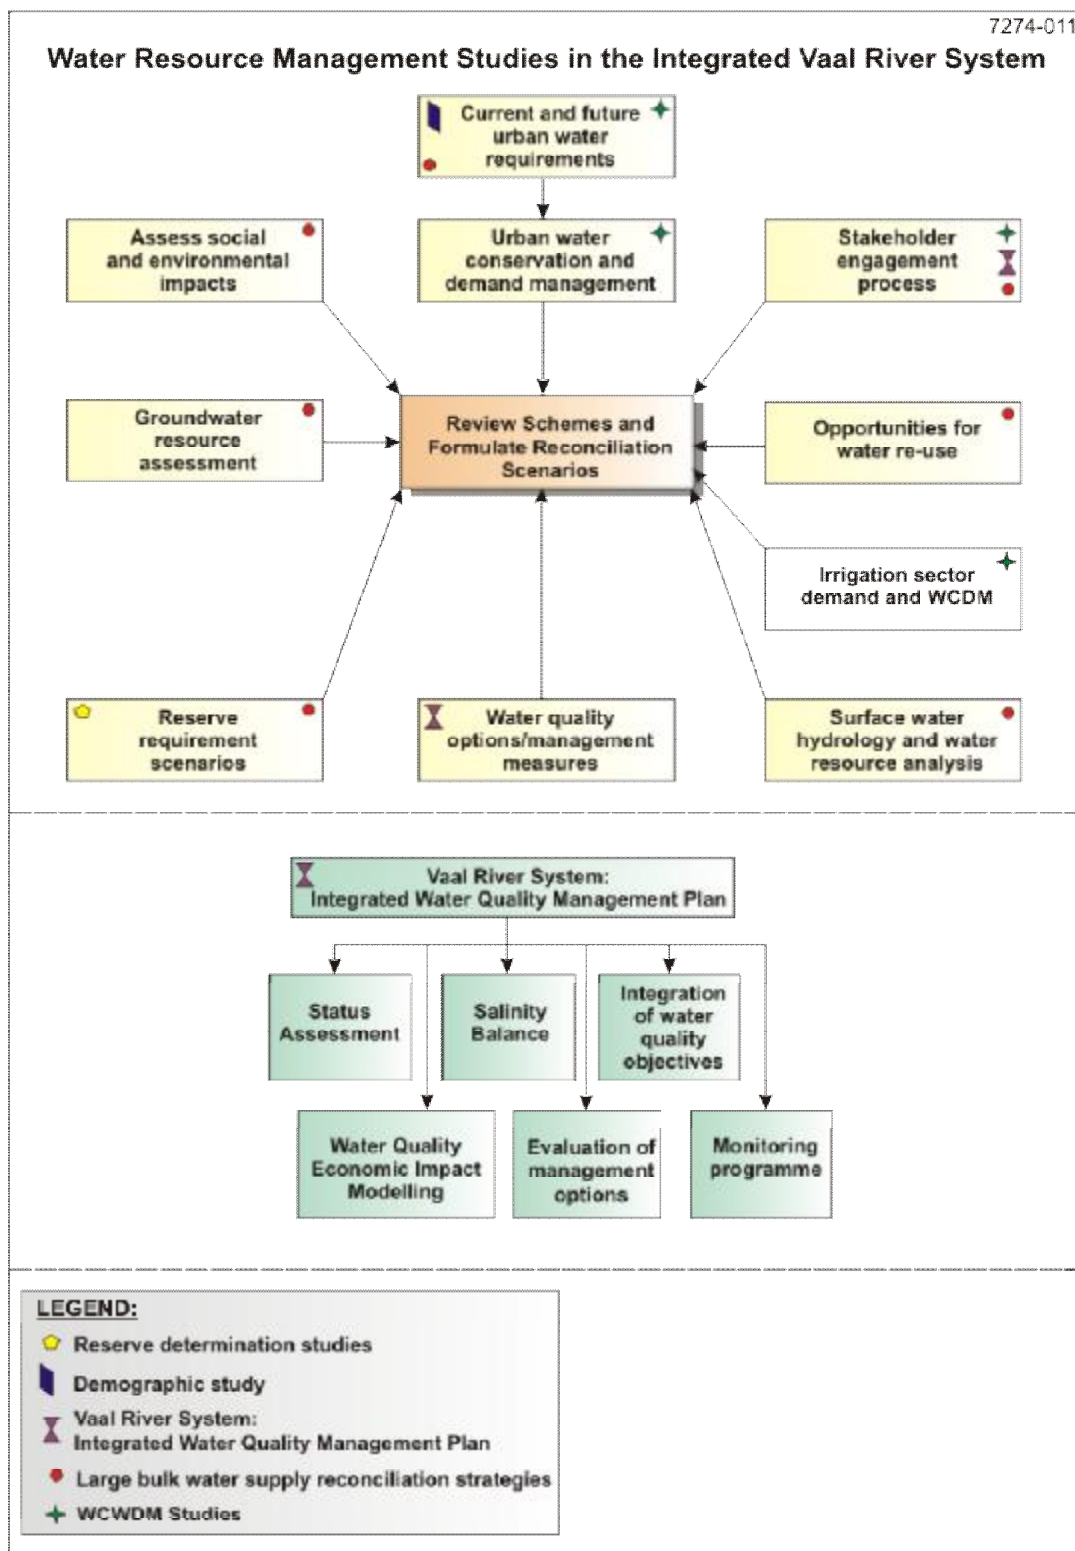 7274-011
Water Resource Management Studies in the Integrated Vaal River System
Current and future
urban water
requirements
Assess social
and environmental
impacts
Urban water
conservation and
demand management
Stakeholder
engagement
process
Groundwater
resource
assessment
Review Schemes and
Formulate Reconciliation
Scenarios
Opportunities for
water re-use
Irrigation sector
demand and WCDM
Reserve
requirement
scenarios
Water quality
options/management
measures
Surface water
hydrology and water
resource analysis
Vaal River System:
Integrated Water Quality Management Plan
Status
Assessment
Salinity
Balance
Integration
of water
quality
objectives
Water Quality
Economic Impact
Modelling
Evaluation of
management
options
Monitoring
programme
LEGEND:
Reserve determination studies
Demographic study
Vaal River System:
Integrated Water Quality Management Plan
Large bulk water supply reconciliation strategies
WCWDM Studies